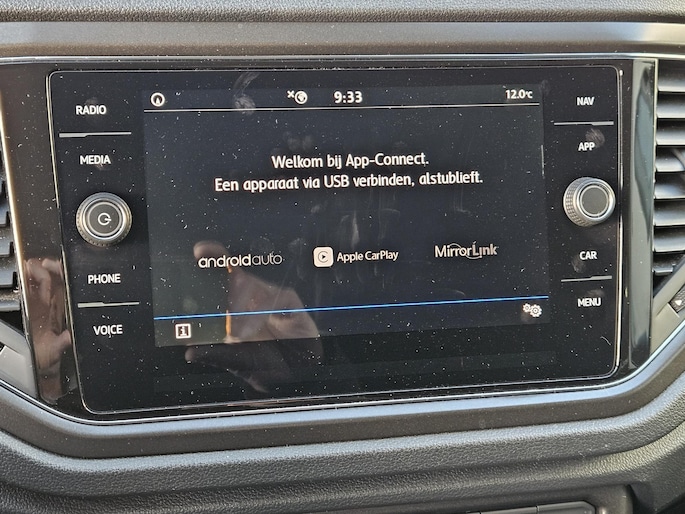 RADIO
MEDIA
PHONE
VOICE
9:33
12.0°C
Welkom bij App-Connect.
Een apparaat via USB verbinden, alstublieft.
androidauto
Apple CarPlay
MirrorLink
NAV
APP
CAR
MENU